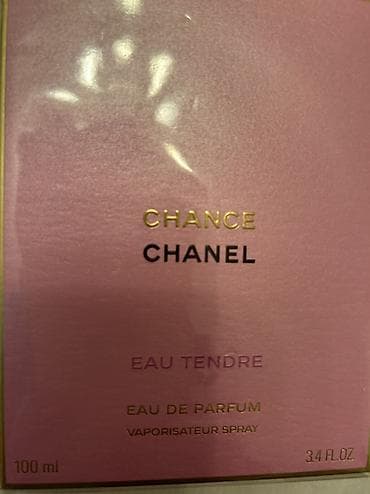 CHANCE
CHANEL
EAU TENDRE
EAU DE PARFUM
VAPORISATEUR SPRAY
100 ml 3.4 FL.OZ.